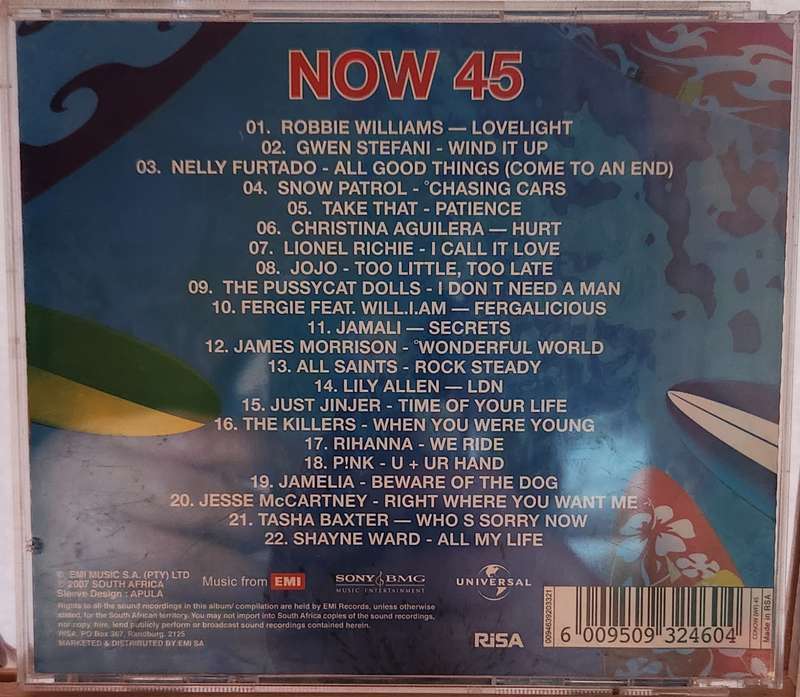 NOW 45
01. ROBBIE WILLIAMS — LOVELIGHT
02. GWEN STEFANI - WIND IT UP
03. NELLY FURTADO - ALL GOOD THINGS (COME TO AN END)
04. SNOW PATROL - °CHASING CARS
05. TAKE THAT - PATIENCE
06. CHRISTINA AGUILERA — HURT
07. LIONEL RICHIE - I CALL IT LOVE
08. JOJO - TOO LITTLE, TOO LATE
09. THE PUSSYCAT DOLLS - I DON T NEED A MAN
10. FERGIE FEAT. WILL.I.AM — FERGALICIOUS
11. JAMALI — SECRETS
12. JAMES MORRISON - °WONDERFUL WORLD
13. ALL SAINTS - ROCK STEADY
14. LILY ALLEN — LDN
15. JUST JINJER - TIME OF YOUR LIFE
16. THE KILLERS - WHEN YOU WERE YOUNG
17. RIHANNA - WE RIDE
18. P!NK - U + UR HAND
19. JAMELIA - BEWARE OF THE DOG
20. JESSE McCARTNEY - RIGHT WHERE YOU WANT ME
21. TASHA BAXTER — WHO S SORRY NOW
22. SHAYNE WARD - ALL MY LIFE
© EMI MUSIC S.A. (PTY) LTD
℗ 2007 SOUTH AFRICA
Sleeve Design : APULA
Music from EMI
SONY BMG
MUSIC ENTERTAINMENT
UNIVERSAL
Rights to all the sound recordings in this album/ compilation are held by EMI Records, unless otherwise
stated, for the South African territory. You may not import into South Africa copies of the sound recordings,
nor copy, hire, lend publicly perform or broadcast sound recordings contained herein.
RiSA. PO Box 367, Randburg. 2125
MARKETED & DISTRIBUTED BY EMI SA
RiSA
0094639203321
6 009509 324604
Made in RSA